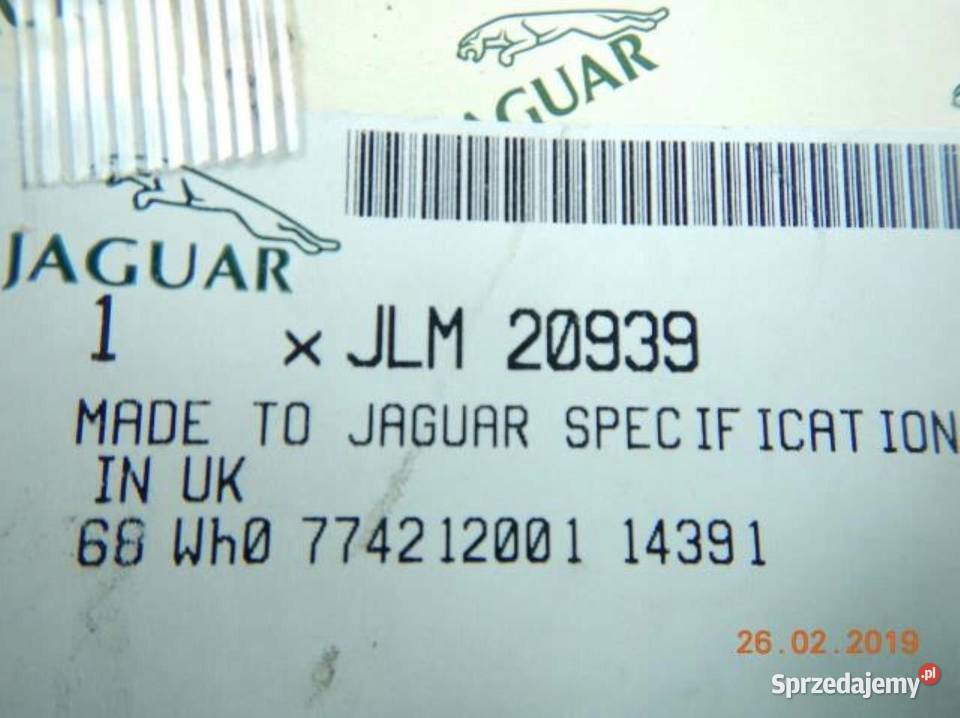 JAGUAR
JAGUAR
1 x JLM 20939
MADE TO JAGUAR SPECIFICATION
IN UK
68 Wh0 774212001 14391
26.02.2019
Sprzedajemy.pl